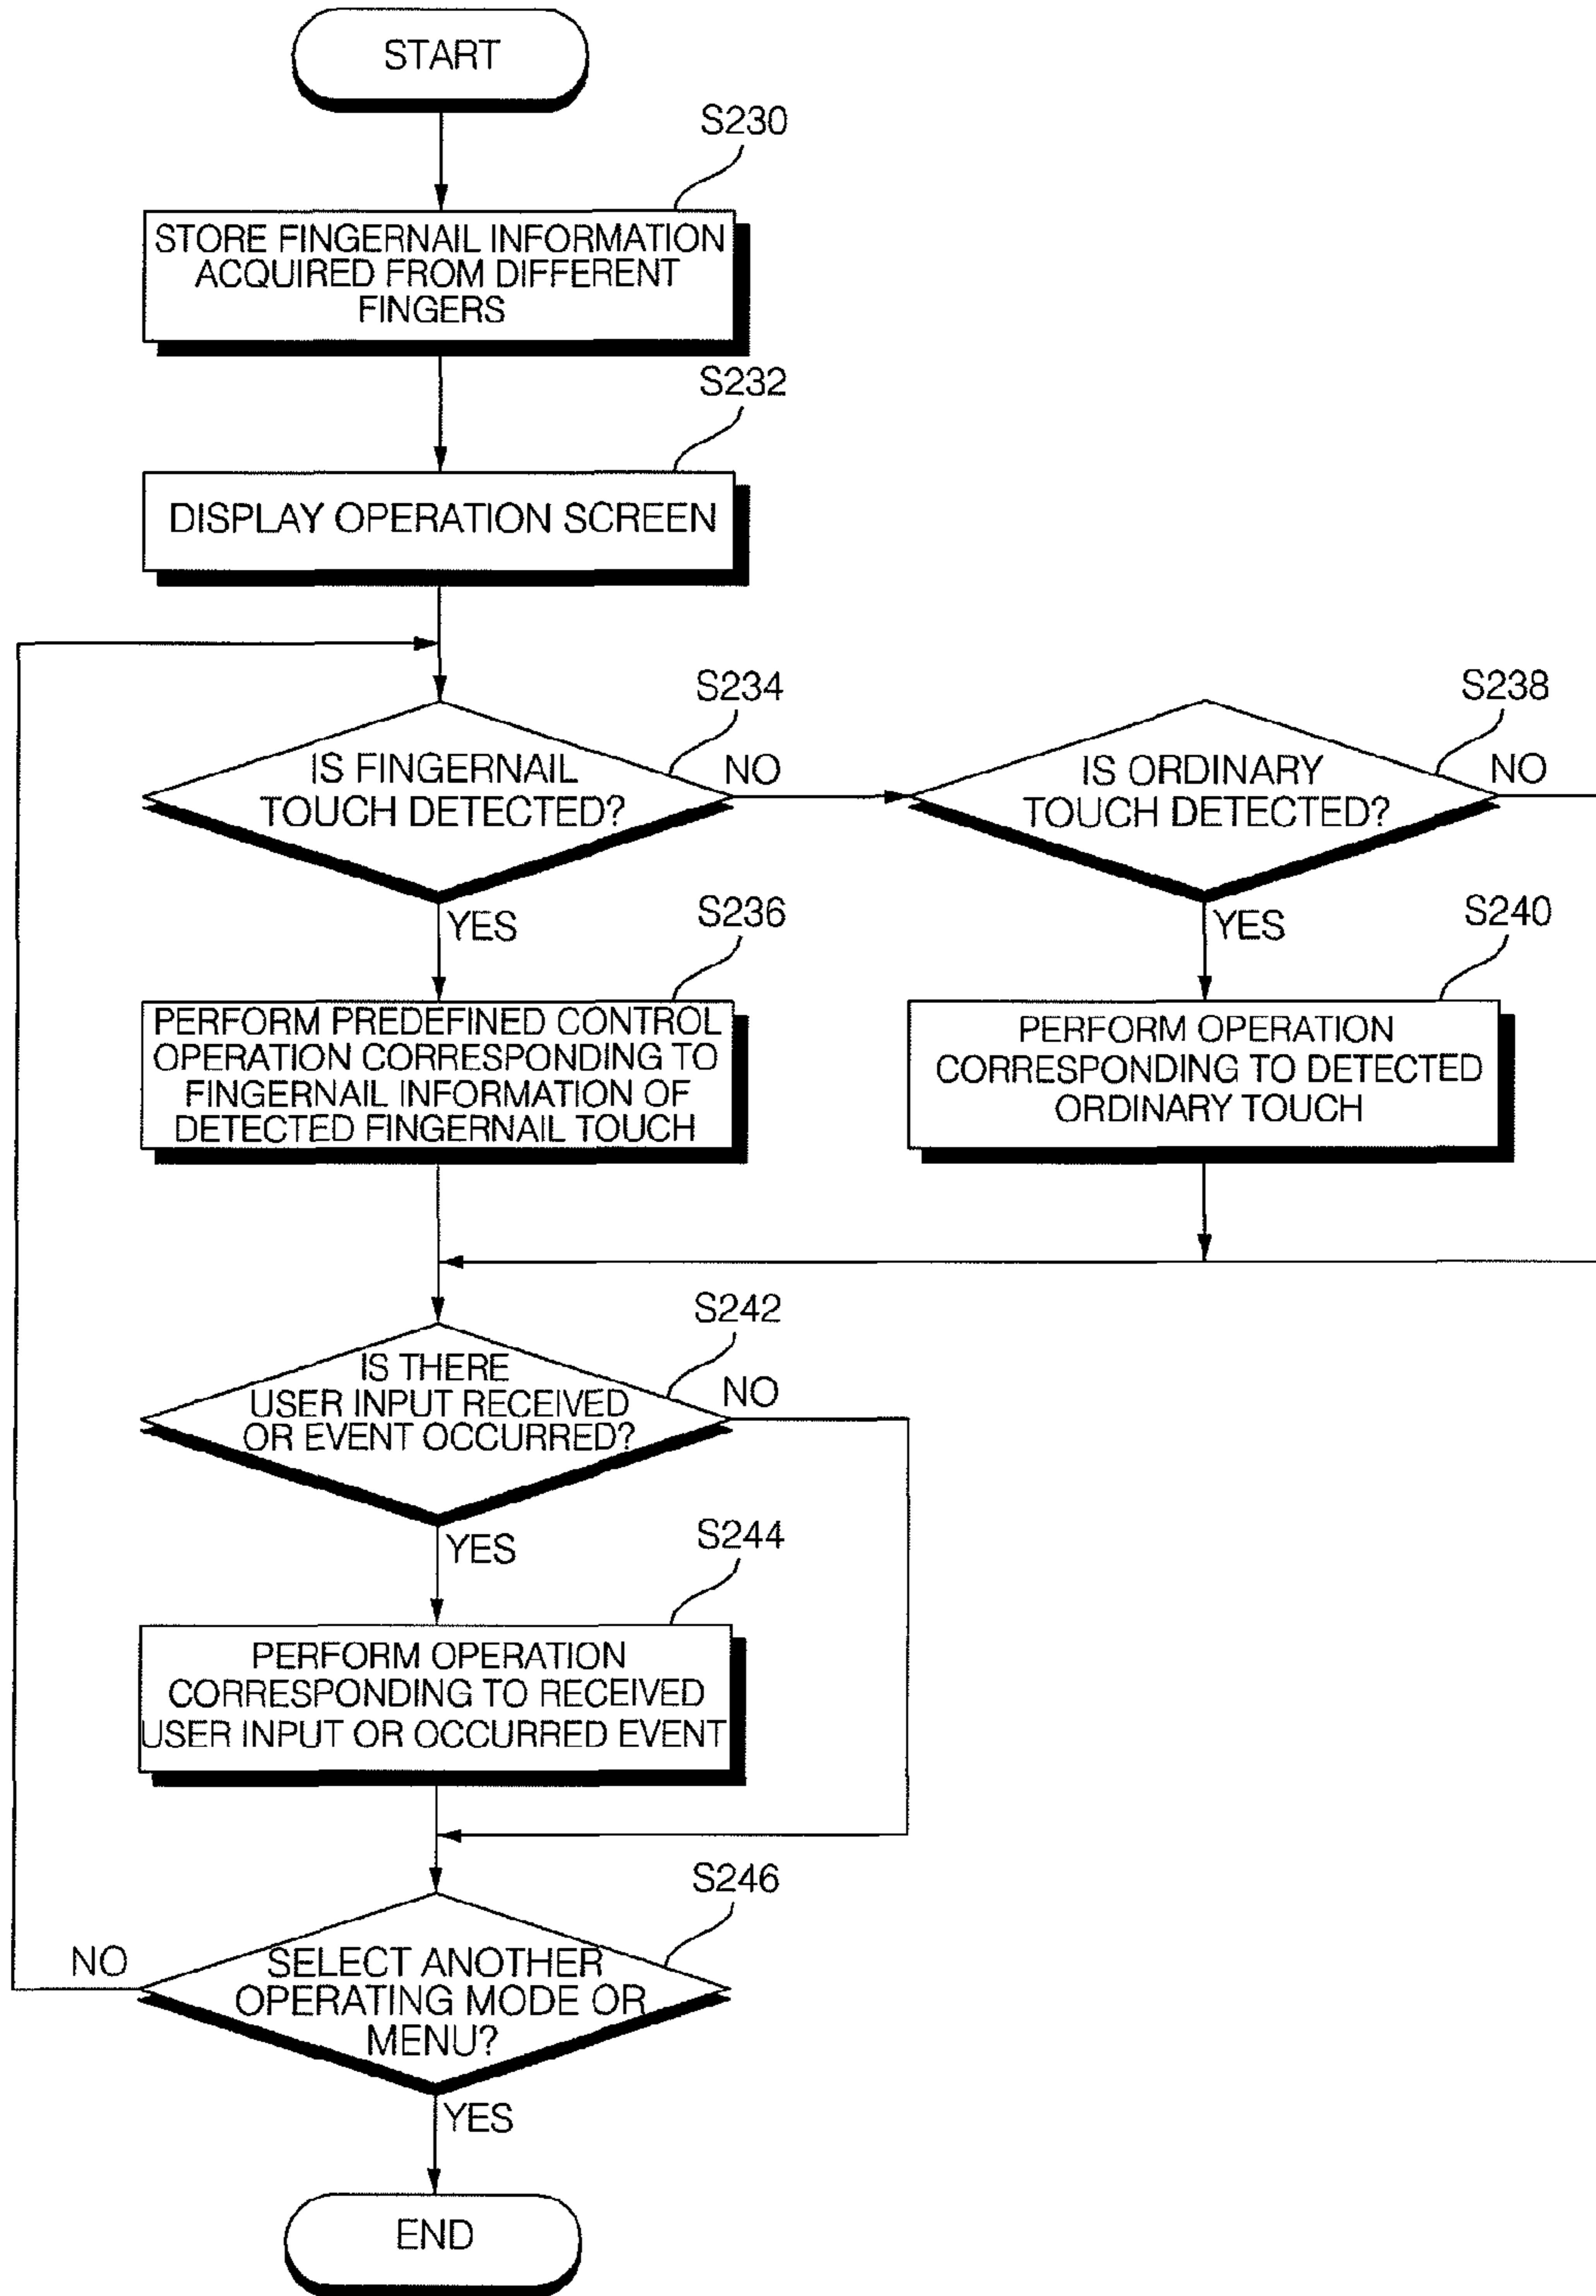 START
S230
STORE FINGERNAIL INFORMATION
ACQUIRED FROM DIFFERENT
FINGERS
S232
DISPLAY OPERATION SCREEN
S234
IS FINGERNAIL
TOUCH DETECTED?
NO
YES
S238
IS ORDINARY
TOUCH DETECTED?
NO
YES
S236
PERFORM PREDEFINED CONTROL
OPERATION CORRESPONDING TO
FINGERNAIL INFORMATION OF
DETECTED FINGERNAIL TOUCH
S240
PERFORM OPERATION
CORRESPONDING TO DETECTED
ORDINARY TOUCH
S242
IS THERE
USER INPUT RECEIVED
OR EVENT OCCURRED?
NO
YES
S244
PERFORM OPERATION
CORRESPONDING TO RECEIVED
USER INPUT OR OCCURRED EVENT
S246
NO
SELECT ANOTHER
OPERATING MODE OR
MENU?
YES
END